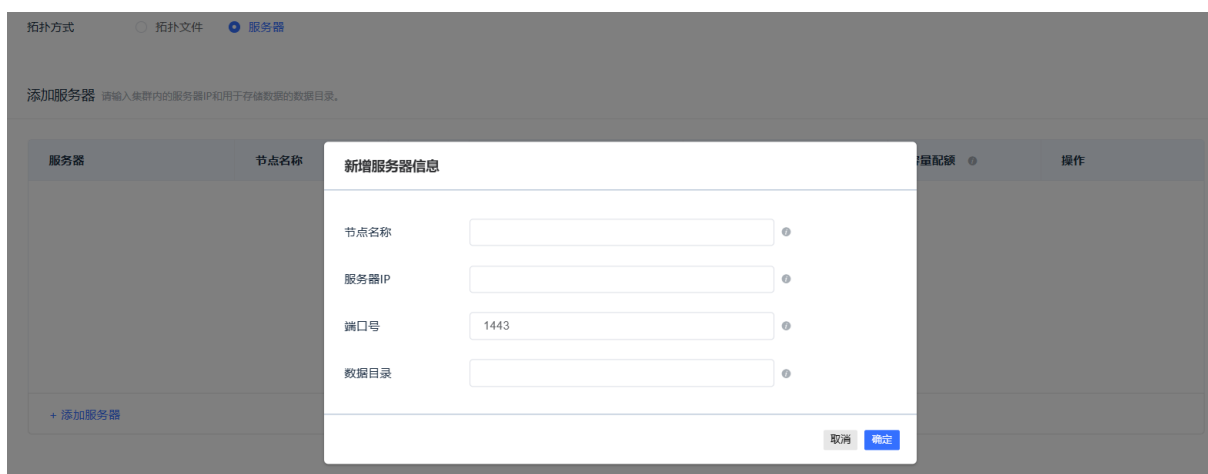 拓扑方式 拓扑文件 服务器
添加服务器 请输入集群内的服务器IP和用于存储数据的数据目录。
服务器 节点名称 量配额 操作
新增服务器信息
节点名称
服务器IP
端口号 1443
数据目录
+ 添加服务器
取消 确定